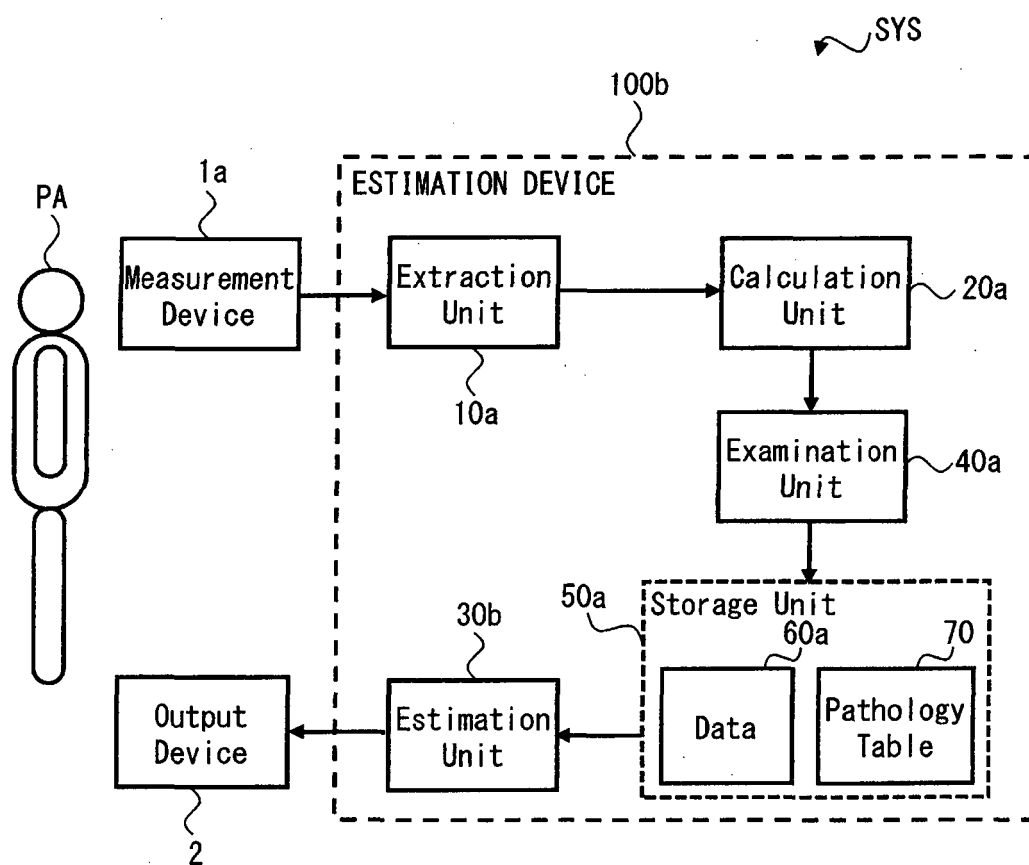 SYS
100b
1a
PA
ESTIMATION DEVICE
Measurement
Device
Extraction
Unit
Calculation
Unit
20a
10a
Examination
Unit
40a
50a
Storage Unit
30b
60a
70
Output
Device
Estimation
Unit
Data
Pathology
Table
2